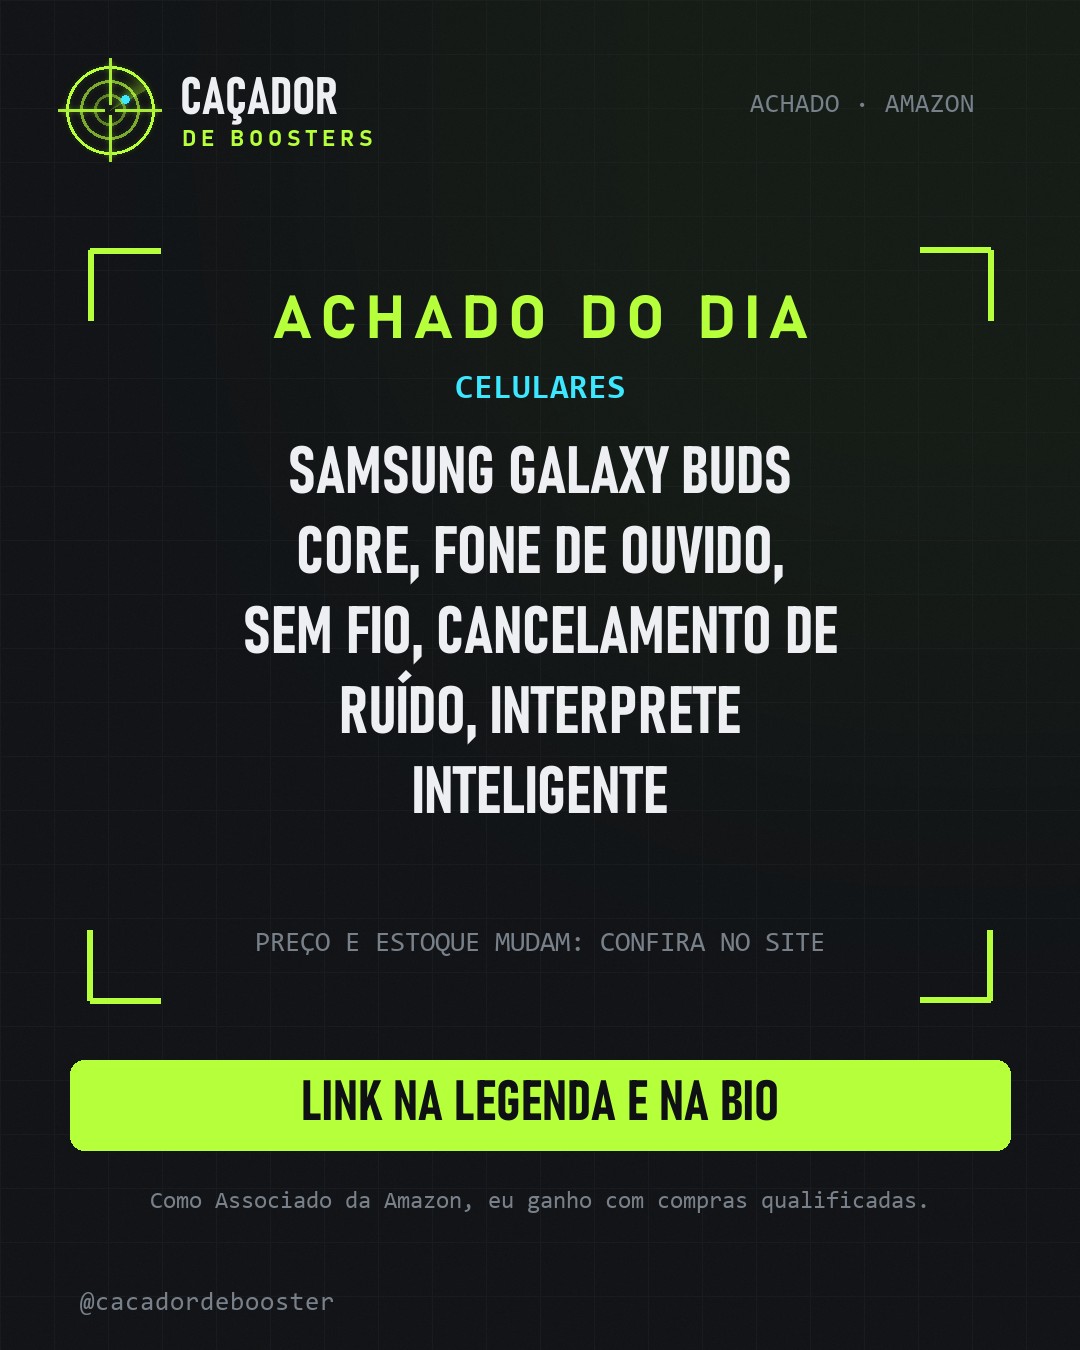 CAÇADOR
DE BOOSTERS
ACHADO · AMAZON
ACHADO DO DIA
CELULARES
SAMSUNG GALAXY BUDS
CORE, FONE DE OUVIDO,
SEM FIO, CANCELAMENTO DE
RUÍDO, INTERPRETE
INTELIGENTE
PREÇO E ESTOQUE MUDAM: CONFIRA NO SITE
LINK NA LEGENDA E NA BIO
Como Associado da Amazon, eu ganho com compras qualificadas.
@cacadordebooster